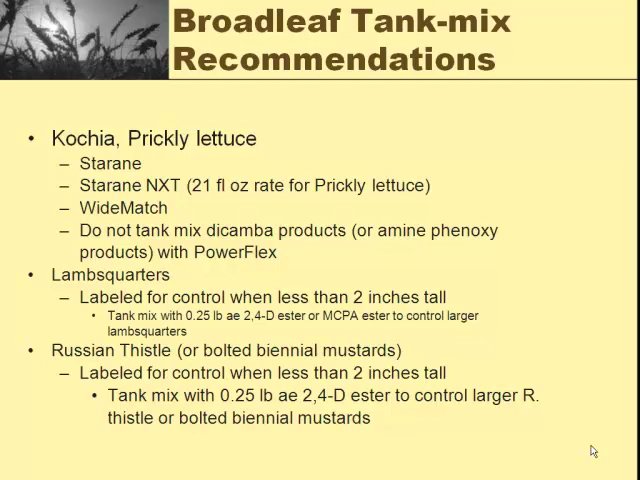 Broadleaf Tank-mix
Recommendations
• Kochia, Prickly lettuce
– Starane
– Starane NXT (21 fl oz rate for Prickly lettuce)
– WideMatch
– Do not tank mix dicamba products (or amine phenoxy
products) with PowerFlex
• Lambsquarters
– Labeled for control when less than 2 inches tall
• Tank mix with 0.25 lb ae 2,4-D ester or MCPA ester to control larger
lambsquarters
• Russian Thistle (or bolted biennial mustards)
– Labeled for control when less than 2 inches tall
• Tank mix with 0.25 lb ae 2,4-D ester to control larger R.
thistle or bolted biennial mustards